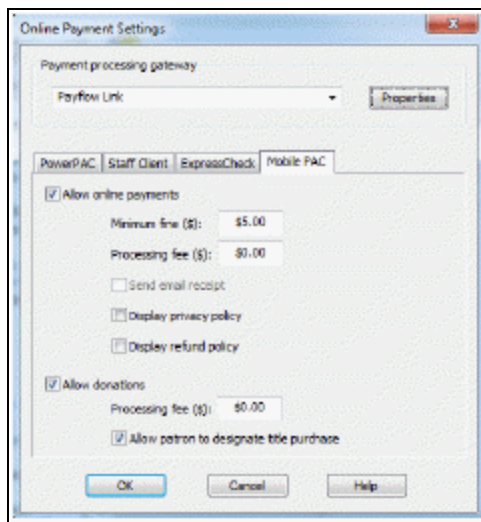 Online Payment Settings
Payment processing gateway
Payflow Link
Properties
PowerPAC Staff Client ExpressCheck Mobile PAC
Allow online payments
Minimum fine ($): $5.00
Processing fee ($): $0.00
Send email receipt
Display privacy policy
Display refund policy
Allow donations
Processing fee ($): $0.00
Allow patron to designate title purchase
OK Cancel Help